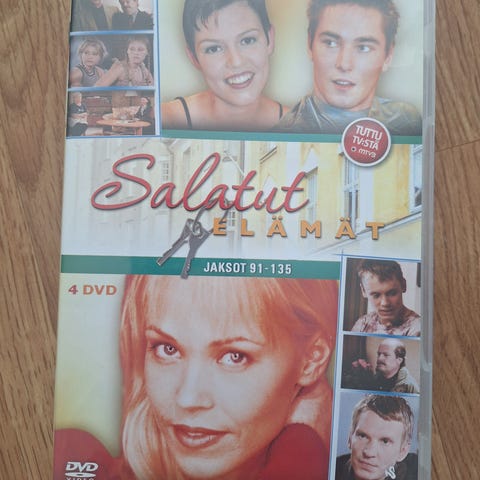 TUTTU
TV:STÄ
mtv3
Salatut
ELÄMÄT
JAKSOT 91-135
4 DVD
DVD
VIDEO